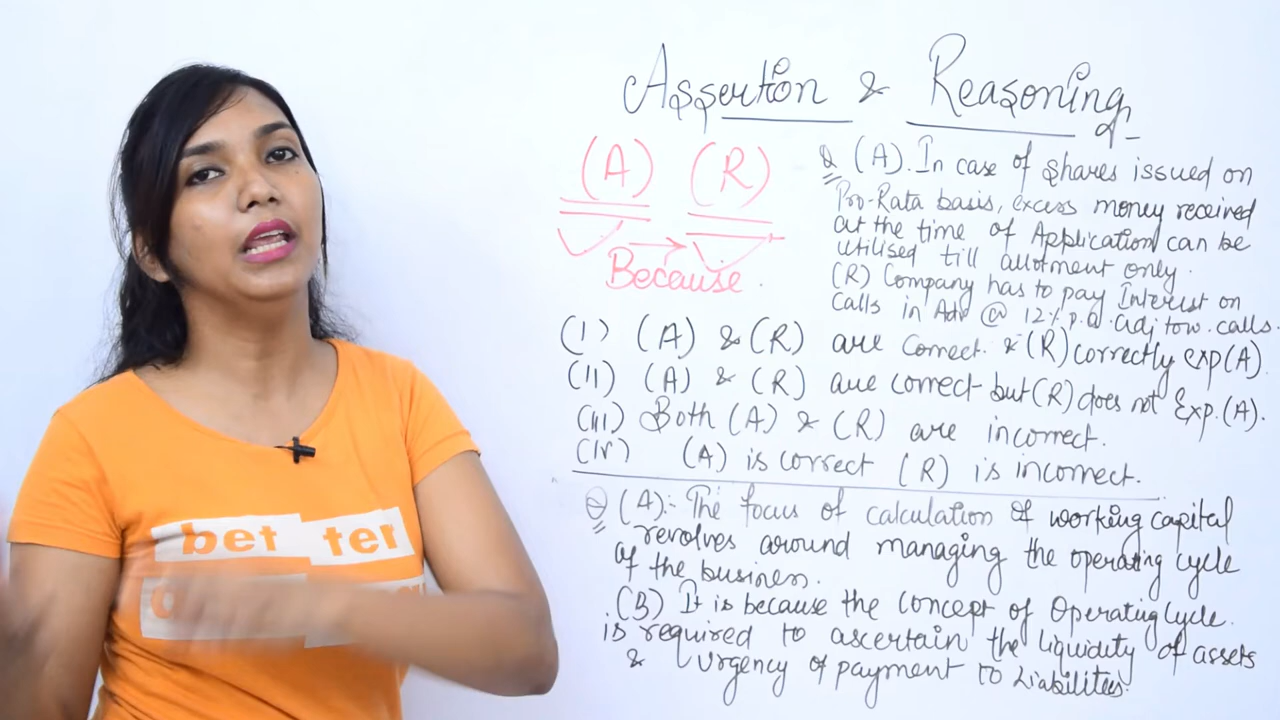 Assertion & Reasoning
(A) (R)
Because
Q (A). In case of shares issued on
Pro-Rata basis, excess money received
at the time of Application can be
utilised till allotment only.
(R) Company has to pay Interest on
Calls in Adv @ 12% p.a. adj tow. calls.
(I) (A) & (R) are correct. & (R) correctly exp (A).
(II) (A) & (R) are correct but (R) does not Exp. (A).
(III) Both (A) & (R) are incorrect.
(IV) (A) is correct (R) is incorrect.
Q (A):- The focus of calculation of working capital
revolves around managing the operating cycle
of the business.
(B) It is because the concept of Operating Cycle.
is required to ascertain the liquidity of assets
& Urgency of payment to Liabilities.
bet ter